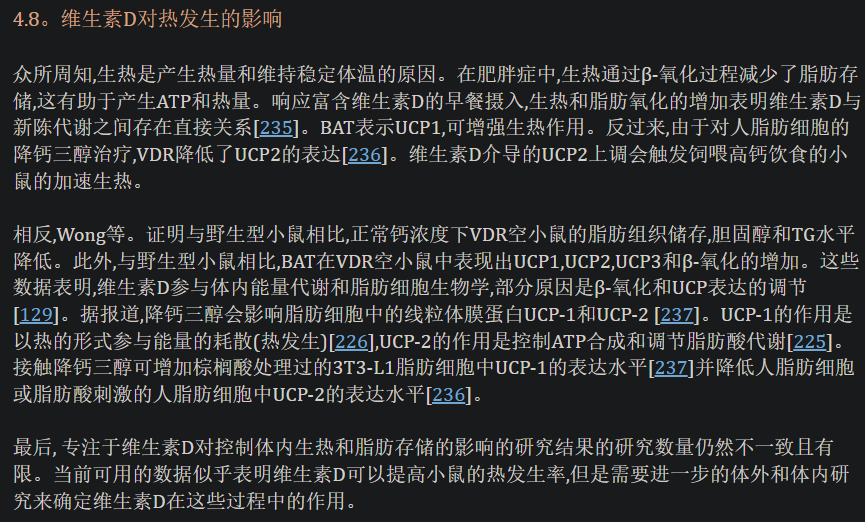 4.8。维生素D对热发生的影响
众所周知,生热是产生热量和维持稳定体温的原因。在肥胖症中,生热通过β-氧化过程减少了脂肪存
储,这有助于产生ATP和热量。响应富含维生素D的早餐摄入,生热和脂肪氧化的增加表明维生素D与
新陈代谢之间存在直接关系[235]。BAT表示UCP1,可增强生热作用。反过来,由于对人脂肪细胞的
降钙三醇治疗,VDR降低了UCP2的表达[236]。维生素D介导的UCP2上调会触发饲喂高钙饮食的小
鼠的加速生热。
相反,Wong等。证明与野生型小鼠相比,正常钙浓度下VDR空小鼠的脂肪组织储存,胆固醇和TG水平
降低。此外,与野生型小鼠相比,BAT在VDR空小鼠中表现出UCP1,UCP2,UCP3和β-氧化的增加。这些
数据表明,维生素D参与体内能量代谢和脂肪细胞生物学,部分原因是β-氧化和UCP表达的调节
[129]。据报道,降钙三醇会影响脂肪细胞中的线粒体膜蛋白UCP-1和UCP-2 [237]。UCP-1的作用是
以热的形式参与能量的耗散(热发生)[226],UCP-2的作用是控制ATP合成和调节脂肪酸代谢[225]。
接触降钙三醇可增加棕榈酸处理过的3T3-L1脂肪细胞中UCP-1的表达水平[237]并降低人脂肪细胞
或脂肪酸刺激的人脂肪细胞中UCP-2的表达水平[236]。
最后, 专注于维生素D对控制体内生热和脂肪存储的影响的研究结果的研究数量仍然不一致且有
限。当前可用的数据似乎表明维生素D可以提高小鼠的热发生率,但是需要进一步的体外和体内研
究来确定维生素D在这些过程中的作用。